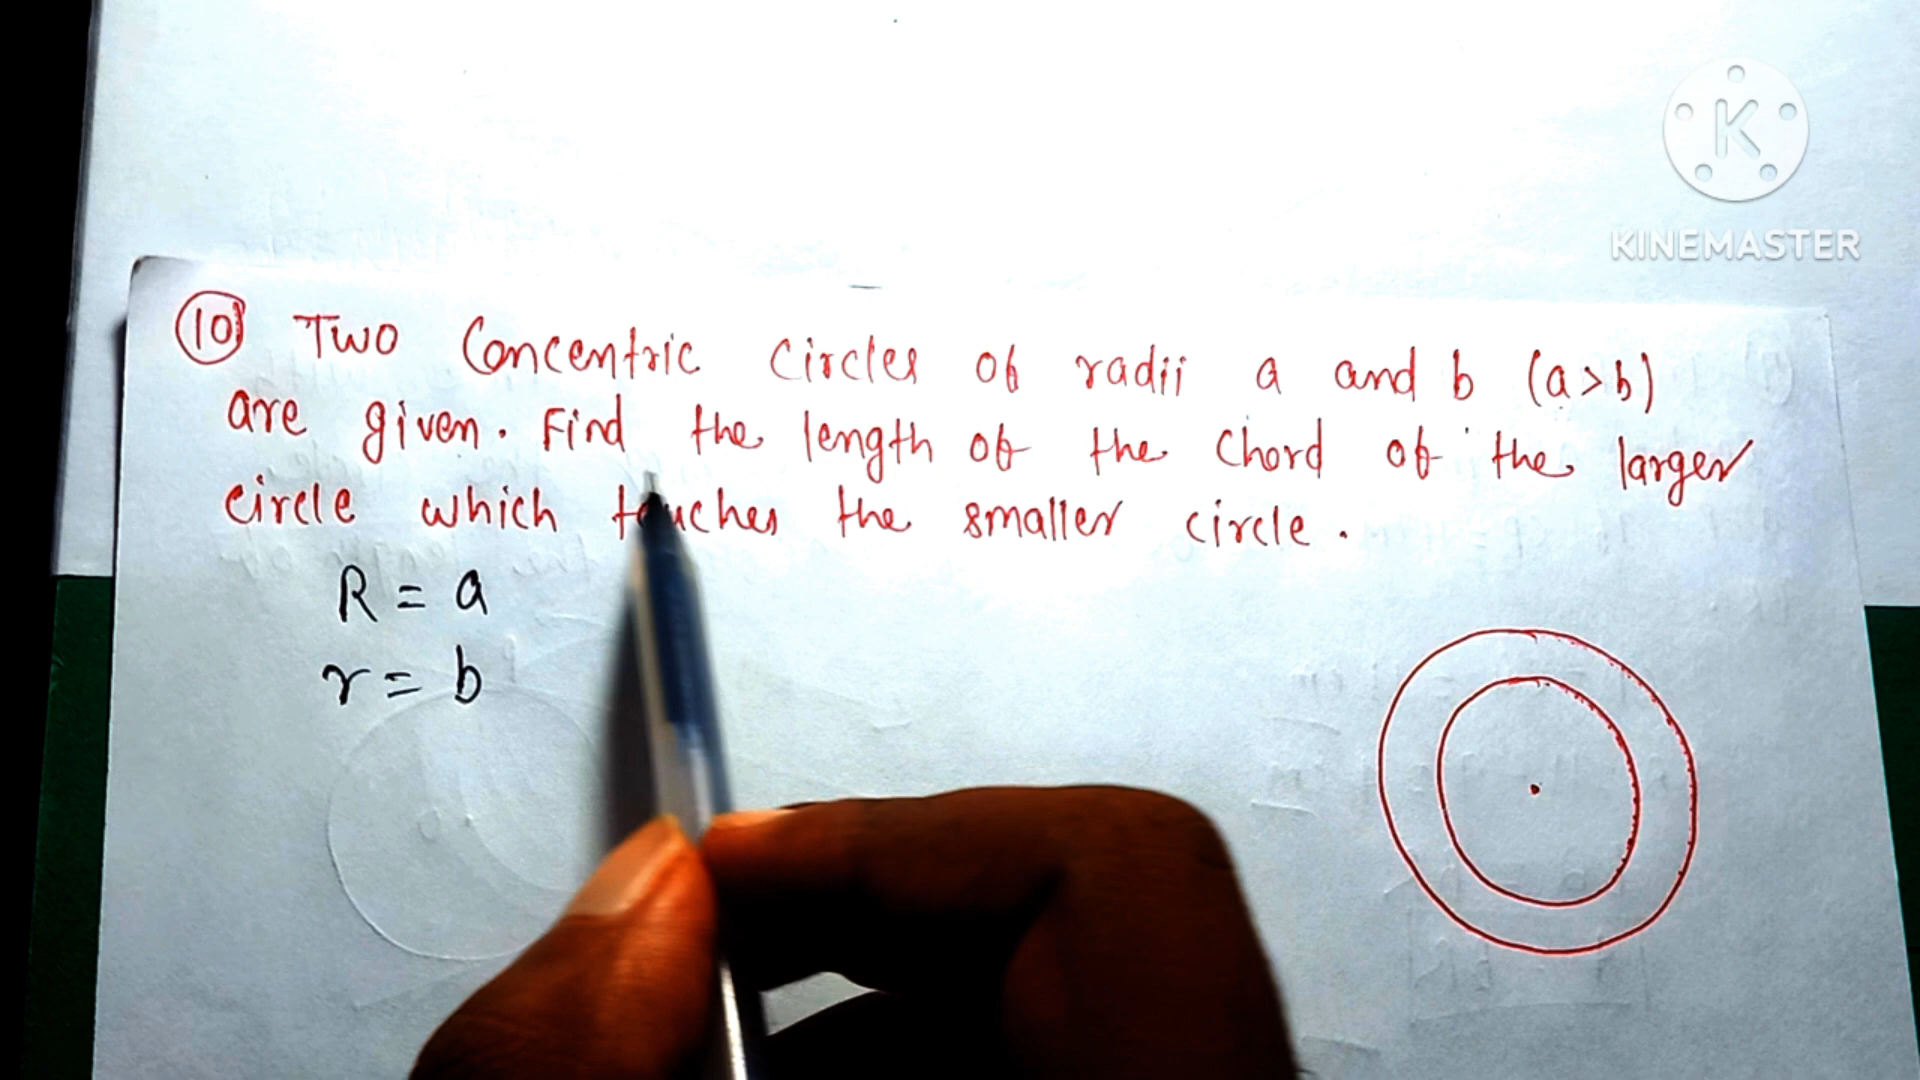 K
KINEMASTER
10 Two Concentric Circles of radii a and b (a>b)
are given. Find the length of the chord of the larger
circle which touches the smaller circle.
R = a
r = b